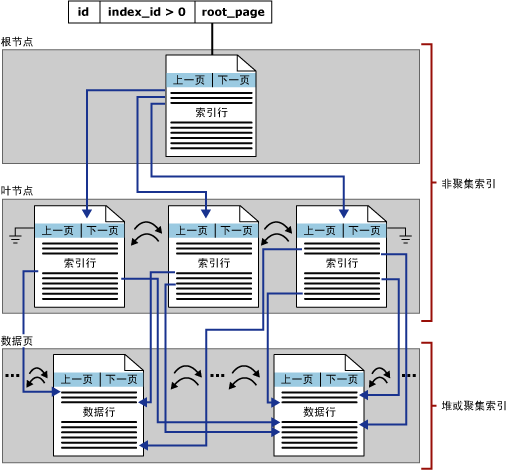 id index_id > 0 root_page
根节点
上一页 下一页
索引行
非聚集索引
叶节点
上一页 下一页 上一页 下一页 上一页 下一页
索引行 索引行 索引行
数据页
... ... ...
上一页 下一页 上一页 下一页
数据行 数据行
堆或聚集索引